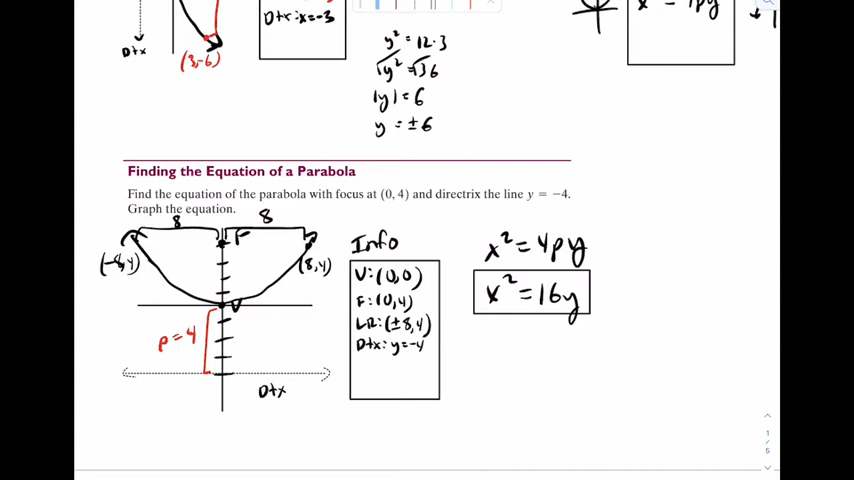 Dtx : x = -3
Dtx
(3,-6)
y² = 12·3
√y² = √36
|y| = 6
y = ±6
Finding the Equation of a Parabola
Find the equation of the parabola with focus at (0, 4) and directrix the line y = −4.
Graph the equation.
8
8
F
(-8,4)
(8,4)
V
p = 4
Dtx
Info
V: (0,0)
F: (0,4)
LR: (±8,4)
Dtx: y=-4
x² = 4py
x² = 16y
1
/
5